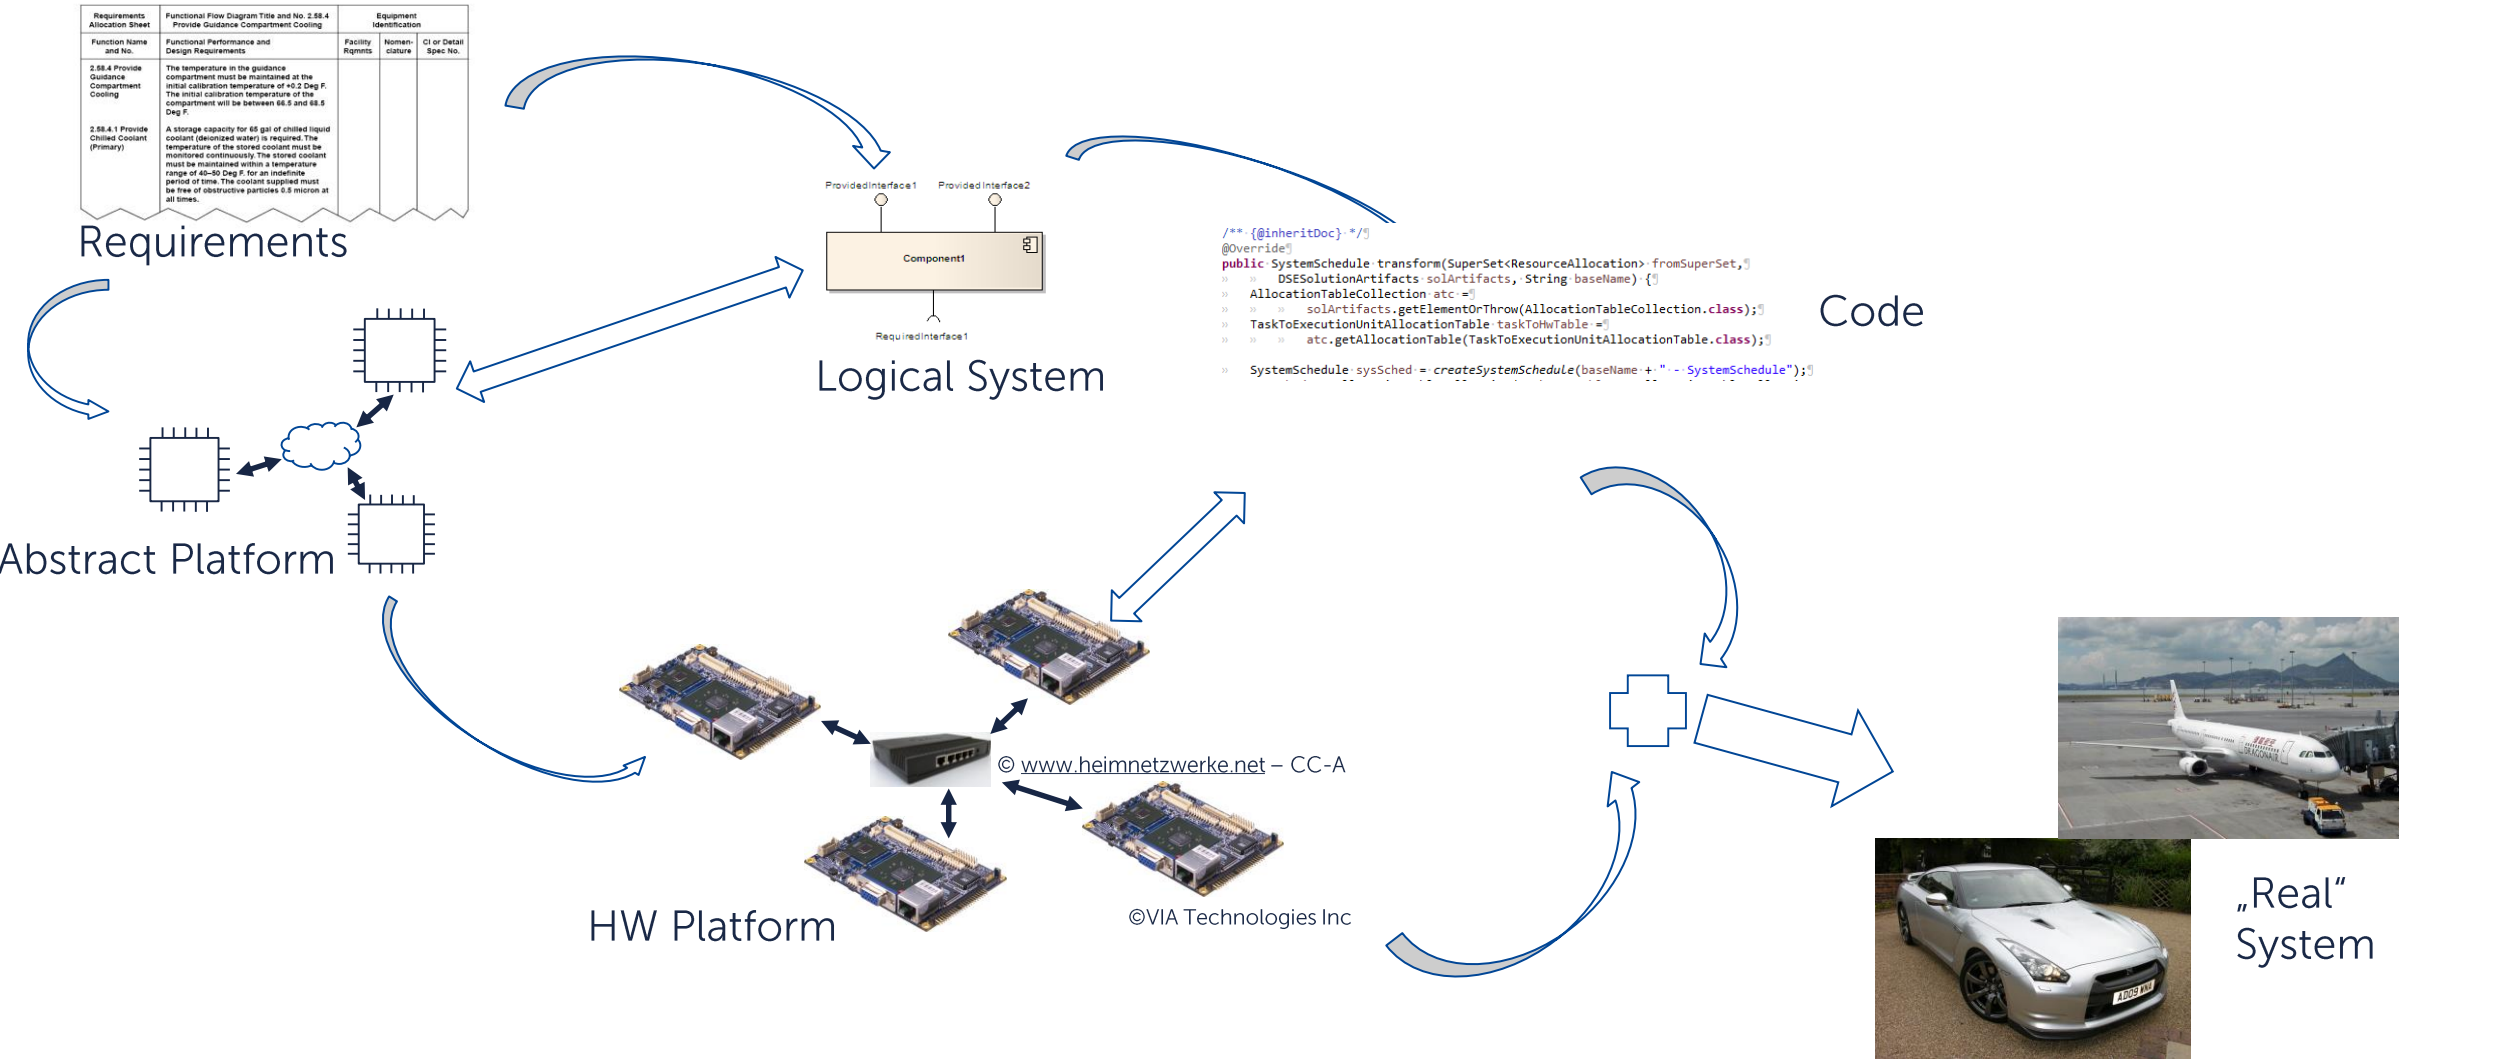 Requirements
Allocation Sheet
Functional Flow Diagram Title and No. 2.58.4
Provide Guidance Compartment Cooling
Equipment
Identification
Function Name
and No.
Functional Performance and
Design Requirements
Facility
Rqmnts
Nomen-
clature
CI or Detail
Spec No.
2.58.4 Provide
Guidance
Compartment
Cooling
The temperature in the guidance
compartment must be maintained at the
initial calibration temperature of +0.2 Deg F.
The initial calibration temperature of the
compartment will be between 66.5 and 68.5
Deg F.
2.58.4.1 Provide
Chilled Coolant
(Primary)
A storage capacity for 65 gal of chilled liquid
coolant (deionized water) is required. The
temperature of the stored coolant must be
monitored continuously. The stored coolant
must be maintained within a temperature
range of 40–50 Deg F. for an indefinite
period of time. The coolant supplied must
be free of obstructive particles 0.5 micron at
all times.
Requirements
ProvidedInterface1
ProvidedInterface2
Component1
RequiredInterface1
Logical System
/** {@inheritDoc} */
@Override
public SystemSchedule transform(SuperSet<ResourceAllocation> fromSuperSet,
DSESolutionArtifacts solArtifacts, String baseName) {
AllocationTableCollection atc =
solArtifacts.getElementOrThrow(AllocationTableCollection.class);
TaskToExecutionUnitAllocationTable taskToHwTable =
atc.getAllocationTable(TaskToExecutionUnitAllocationTable.class);
SystemSchedule sysSched = createSystemSchedule(baseName + " - SystemSchedule");
Code
Abstract Platform
© www.heimnetzwerke.net – CC-A
©VIA Technologies Inc
HW Platform
DRAGONAIR
AD09 WNA
„Real“
System